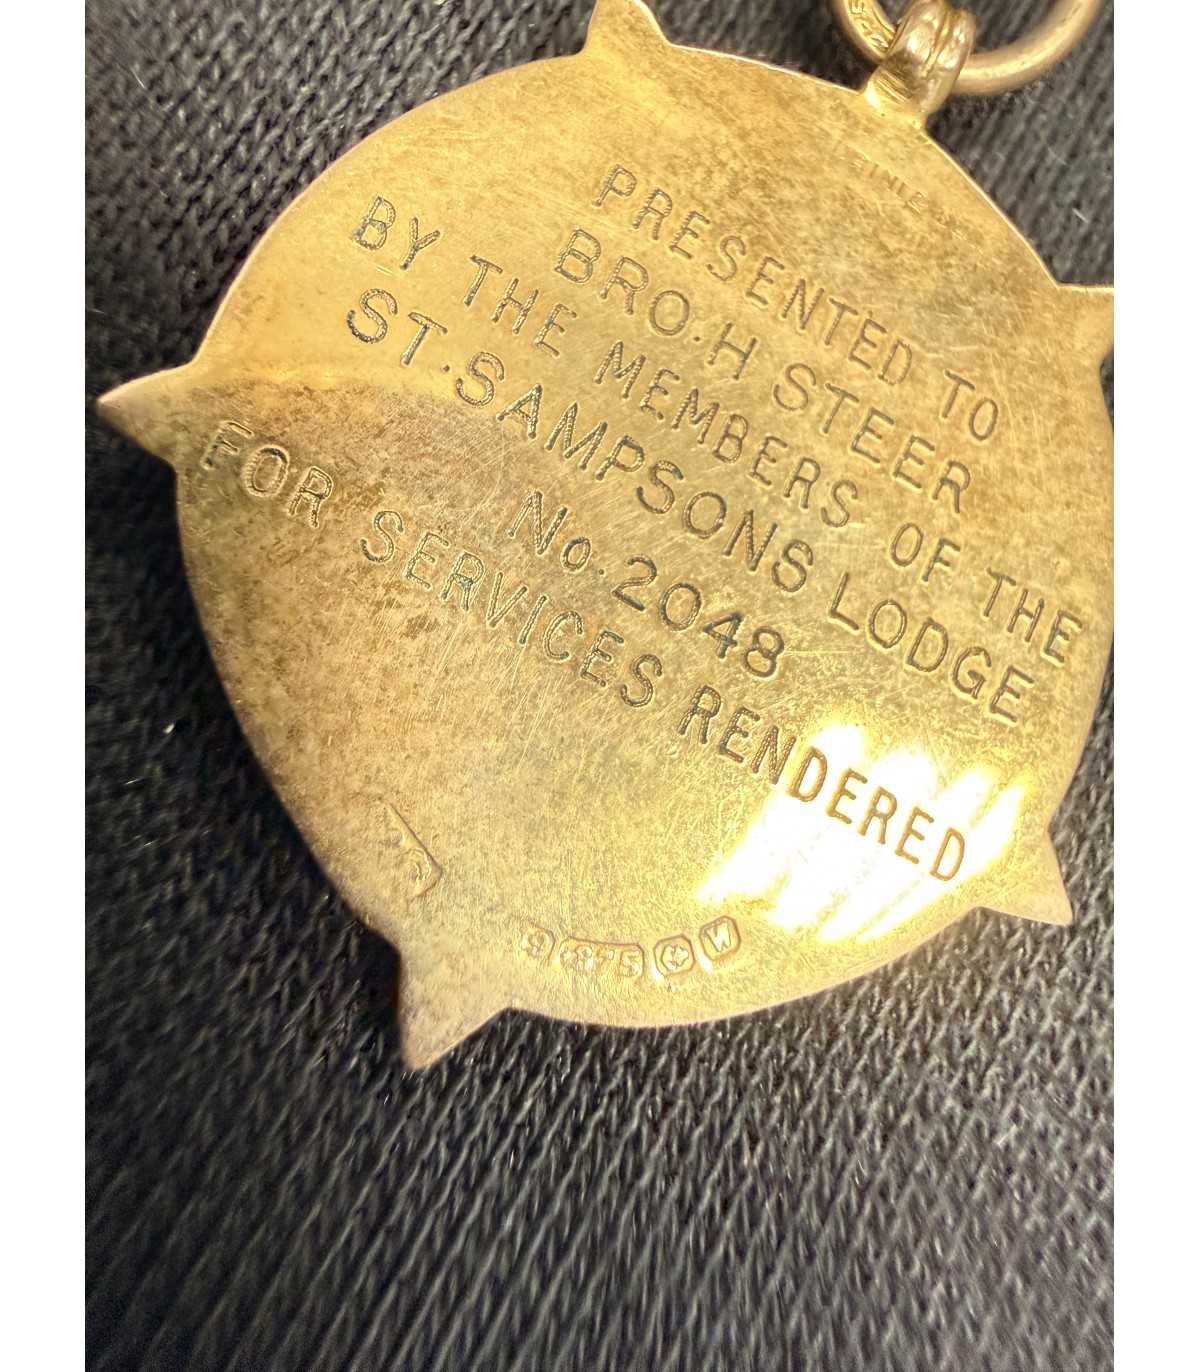 PRESENTED TO
BRO. H STEER
BY THE MEMBERS OF THE
ST. SAMPSONS LODGE
No. 2048
FOR SERVICES RENDERED
9 .375 W